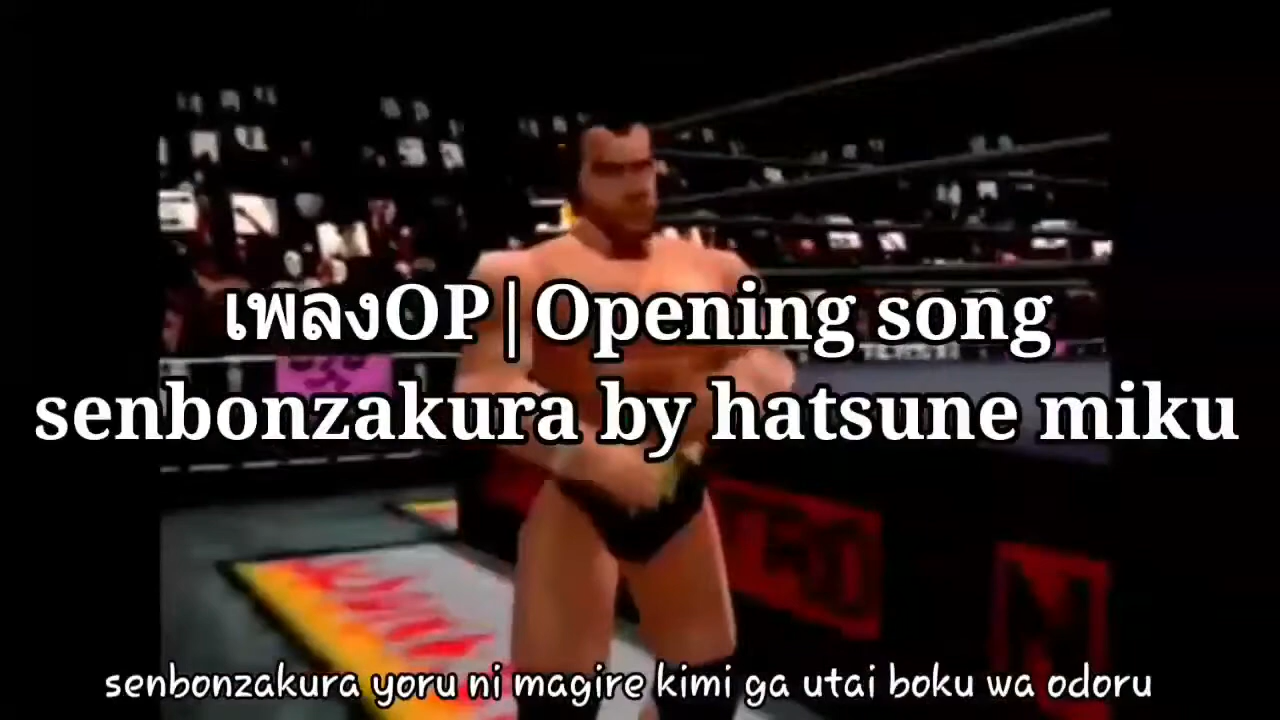 เพลงOP|Opening song
senbonzakura by hatsune miku
senbonzakura yoru ni magire kimi ga utai boku wa odoru